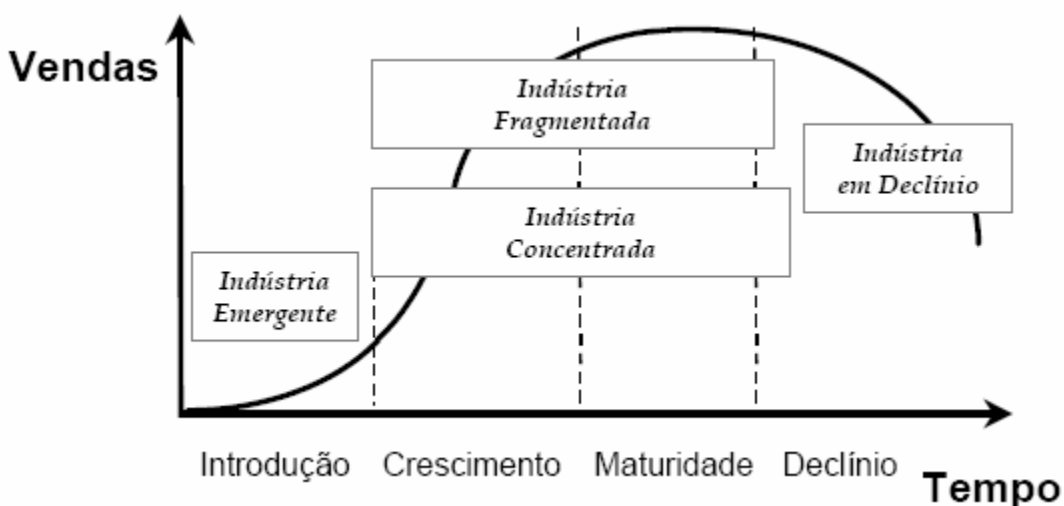 Vendas
Indústria
Fragmentada
Indústria
em Declínio
Indústria
Concentrada
Indústria
Emergente
Introdução Crescimento Maturidade Declínio
Tempo